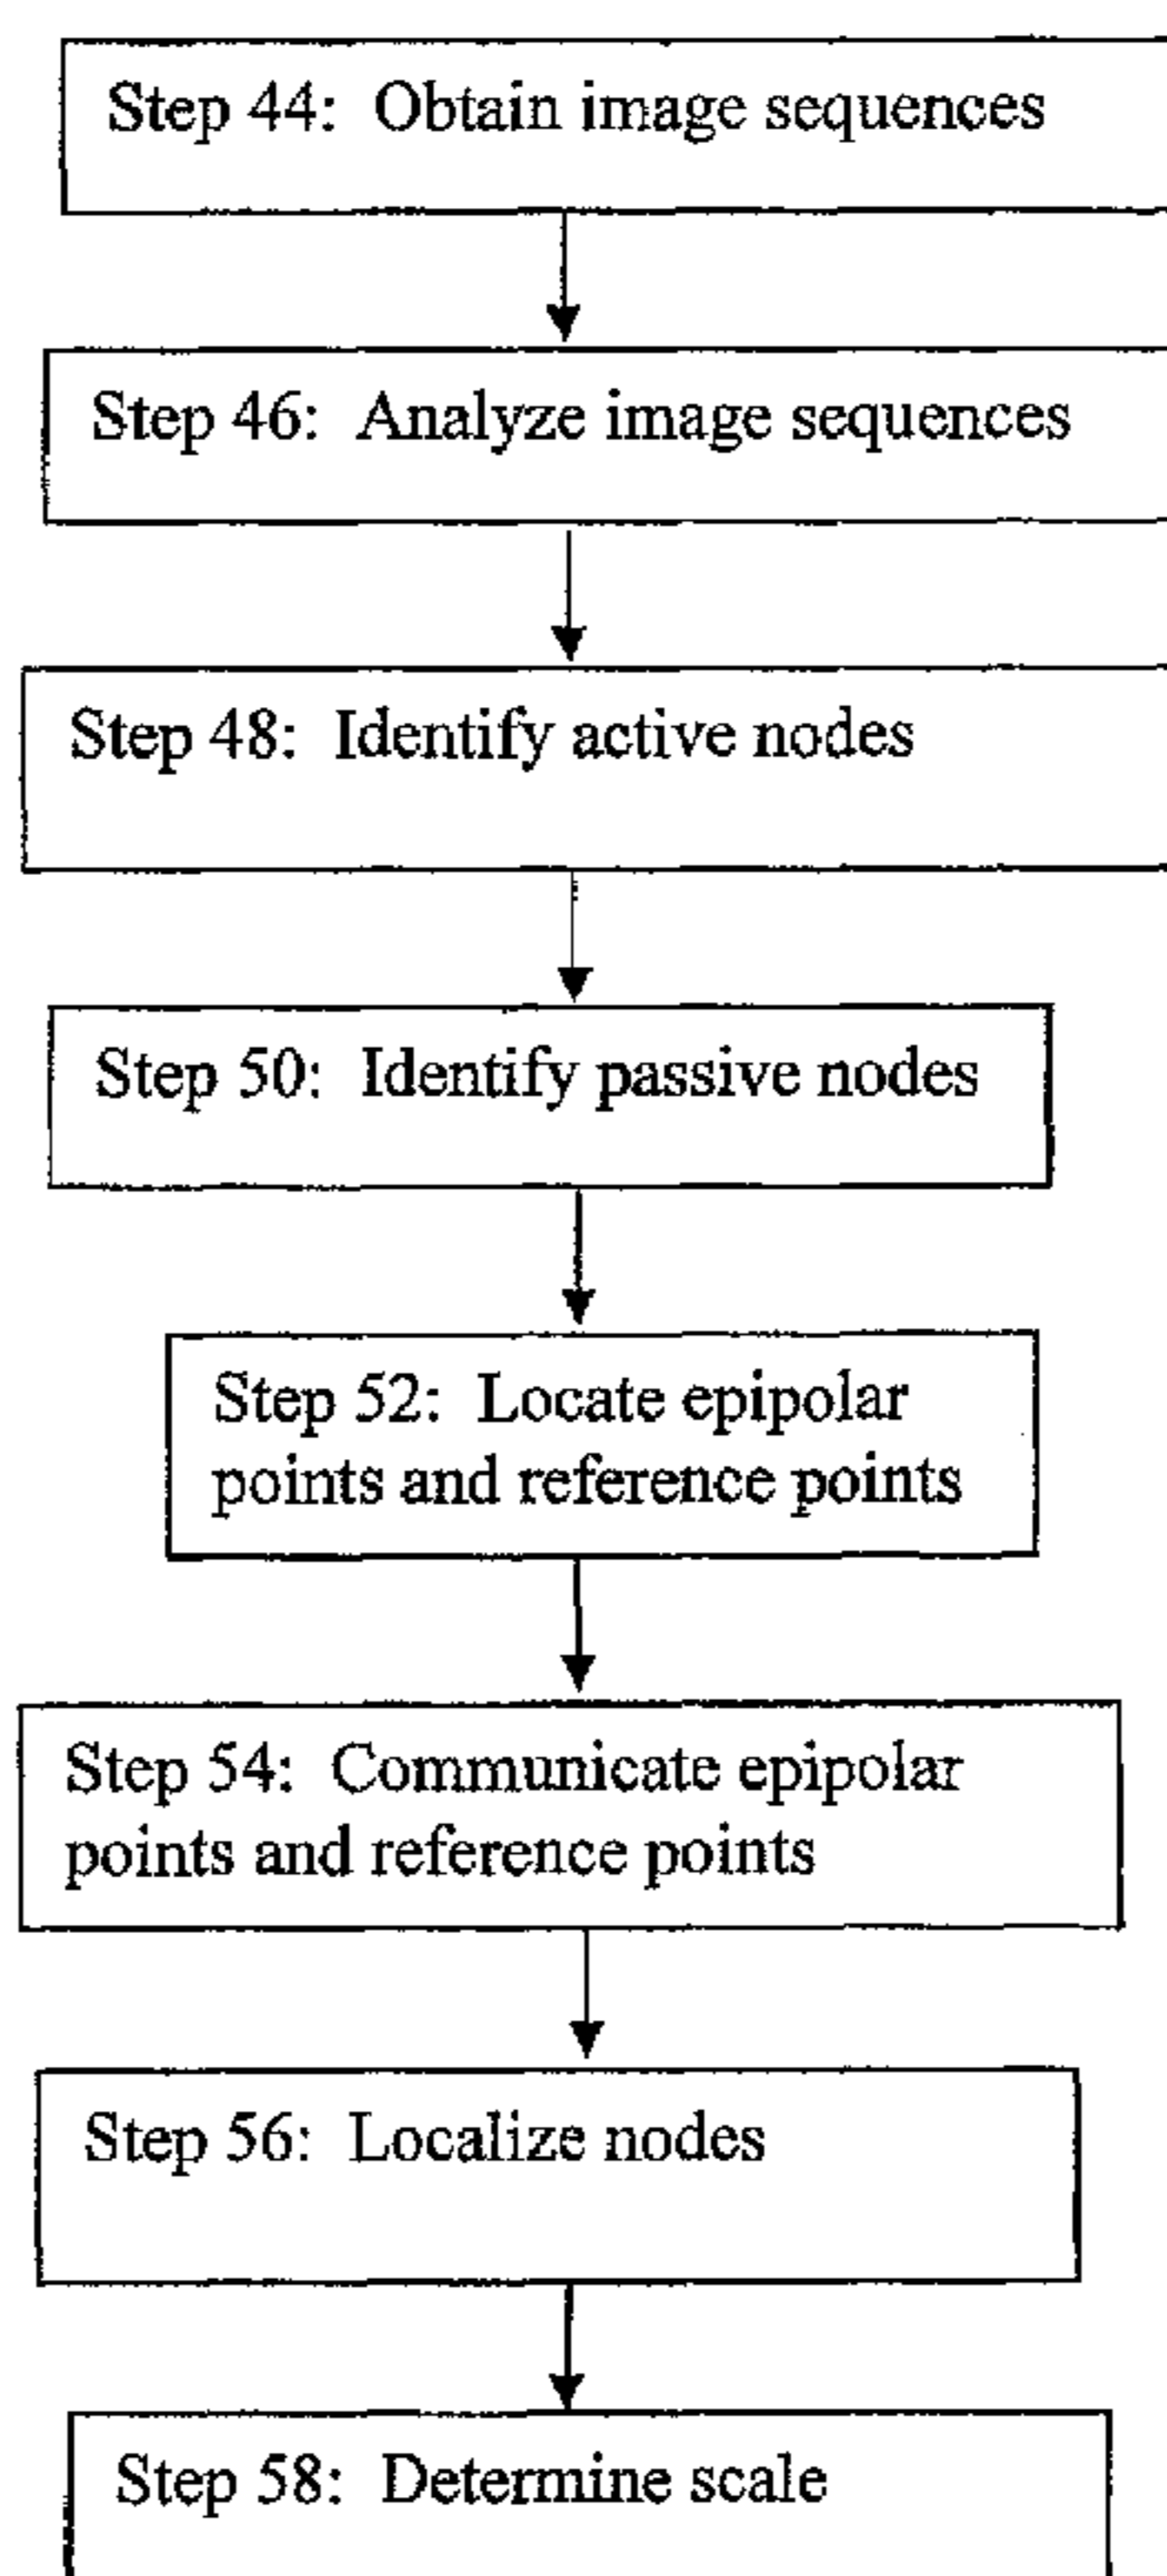 Step 44: Obtain image sequences
Step 46: Analyze image sequences
Step 48: Identify active nodes
Step 50: Identify passive nodes
Step 52: Locate epipolar
points and reference points
Step 54: Communicate epipolar
points and reference points
Step 56: Localize nodes
Step 58: Determine scale